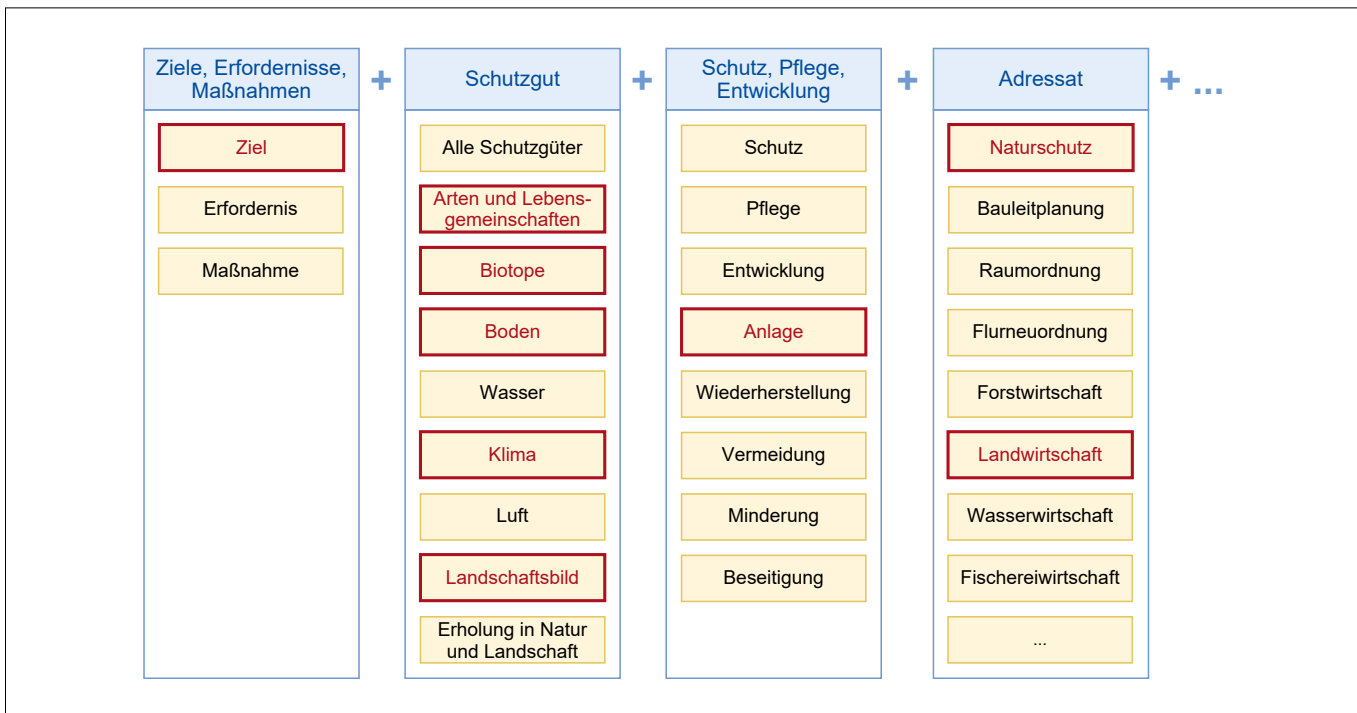 Ziele, Erfordernisse,
Maßnahmen
+
Schutzgut
+
Schutz, Pflege,
Entwicklung
+
Adressat
+ ...
Ziel
Erfordernis
Maßnahme
Alle Schutzgüter
Arten und Lebens-
gemeinschaften
Biotope
Boden
Wasser
Klima
Luft
Landschaftsbild
Erholung in Natur
und Landschaft
Schutz
Pflege
Entwicklung
Anlage
Wiederherstellung
Vermeidung
Minderung
Beseitigung
Naturschutz
Bauleitplanung
Raumordnung
Flurneuordnung
Forstwirtschaft
Landwirtschaft
Wasserwirtschaft
Fischereiwirtschaft
...